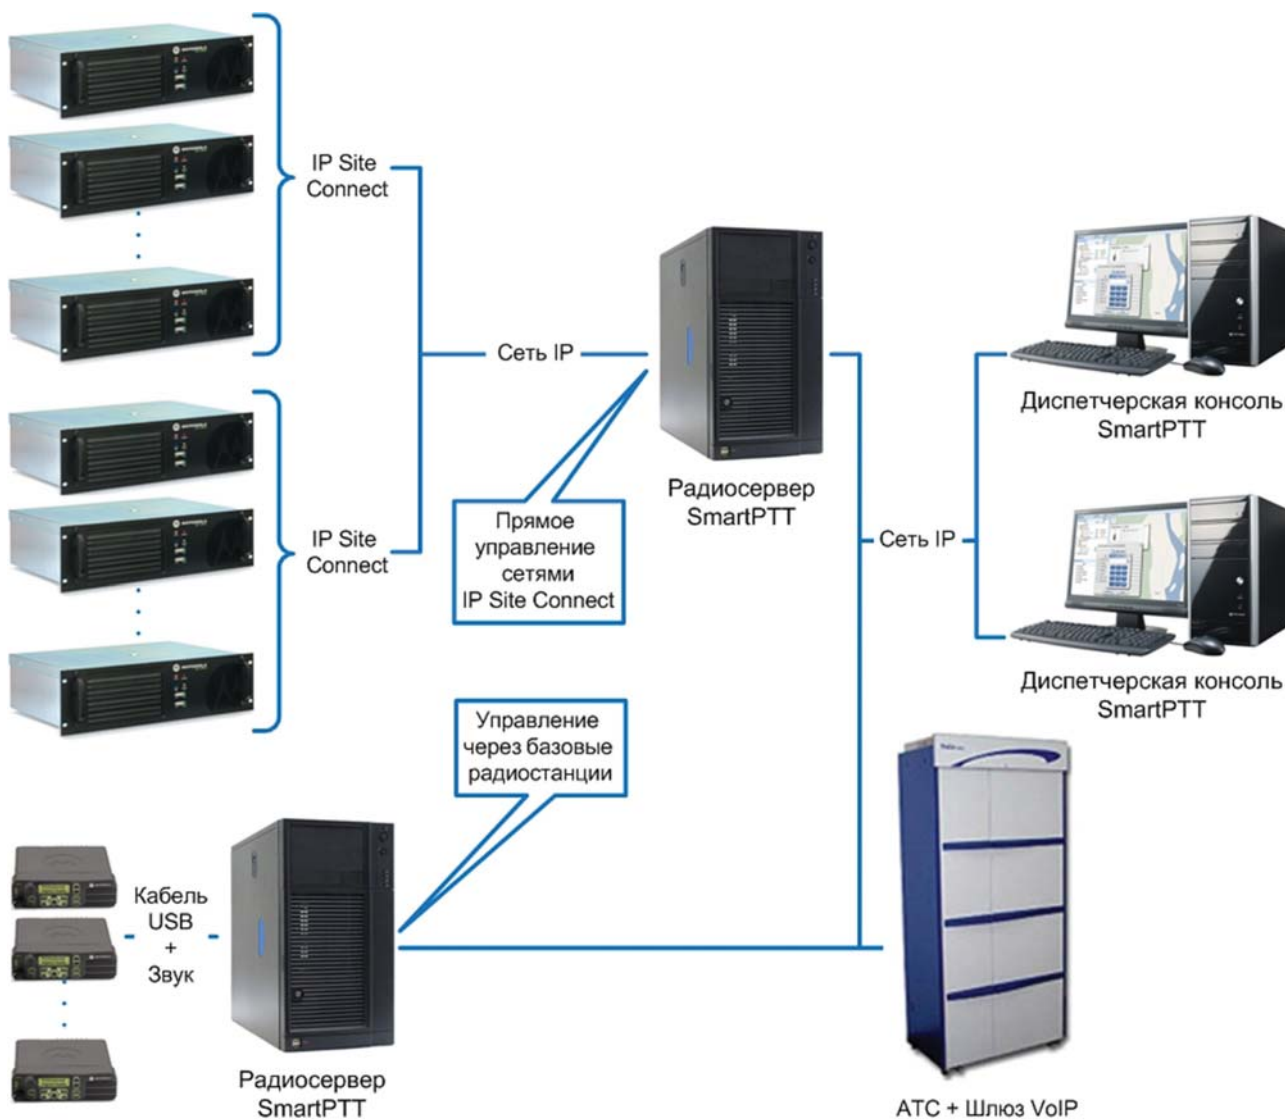 IP Site
Connect
Сеть IP
Диспетчерская консоль
SmartPTT
Радиосервер
SmartPTT
Прямое
управление
сетями
IP Site Connect
IP Site
Connect
Сеть IP
Диспетчерская консоль
SmartPTT
Управление
через базовые
радиостанции
Кабель
USB
+
Звук
Радиосервер
SmartPTT
АТС + Шлюз VoIP